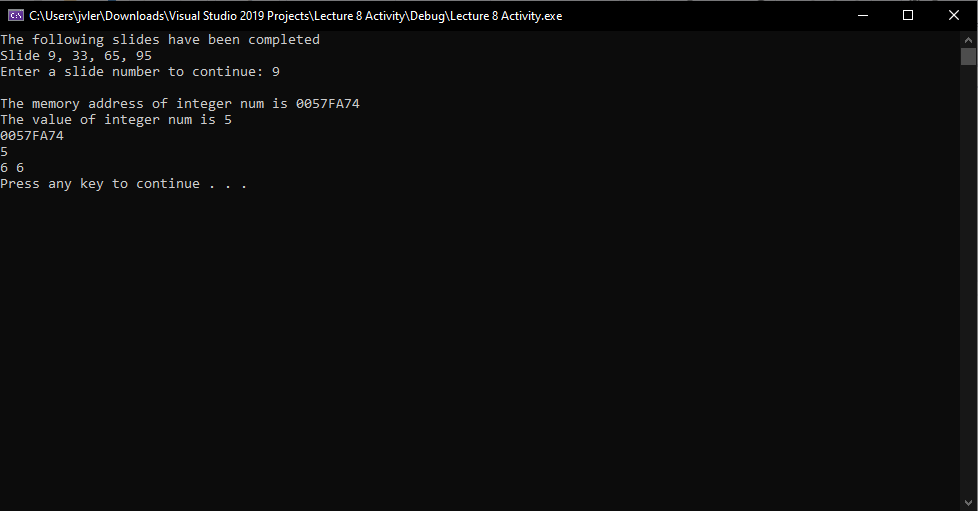 C:\Users\jvler\Downloads\Visual Studio 2019 Projects\Lecture 8 Activity\Debug\Lecture 8 Activity.exe
The following slides have been completed
Slide 9, 33, 65, 95
Enter a slide number to continue: 9
The memory address of integer num is 0057FA74
The value of integer num is 5
0057FA74
5
6 6
Press any key to continue . . .